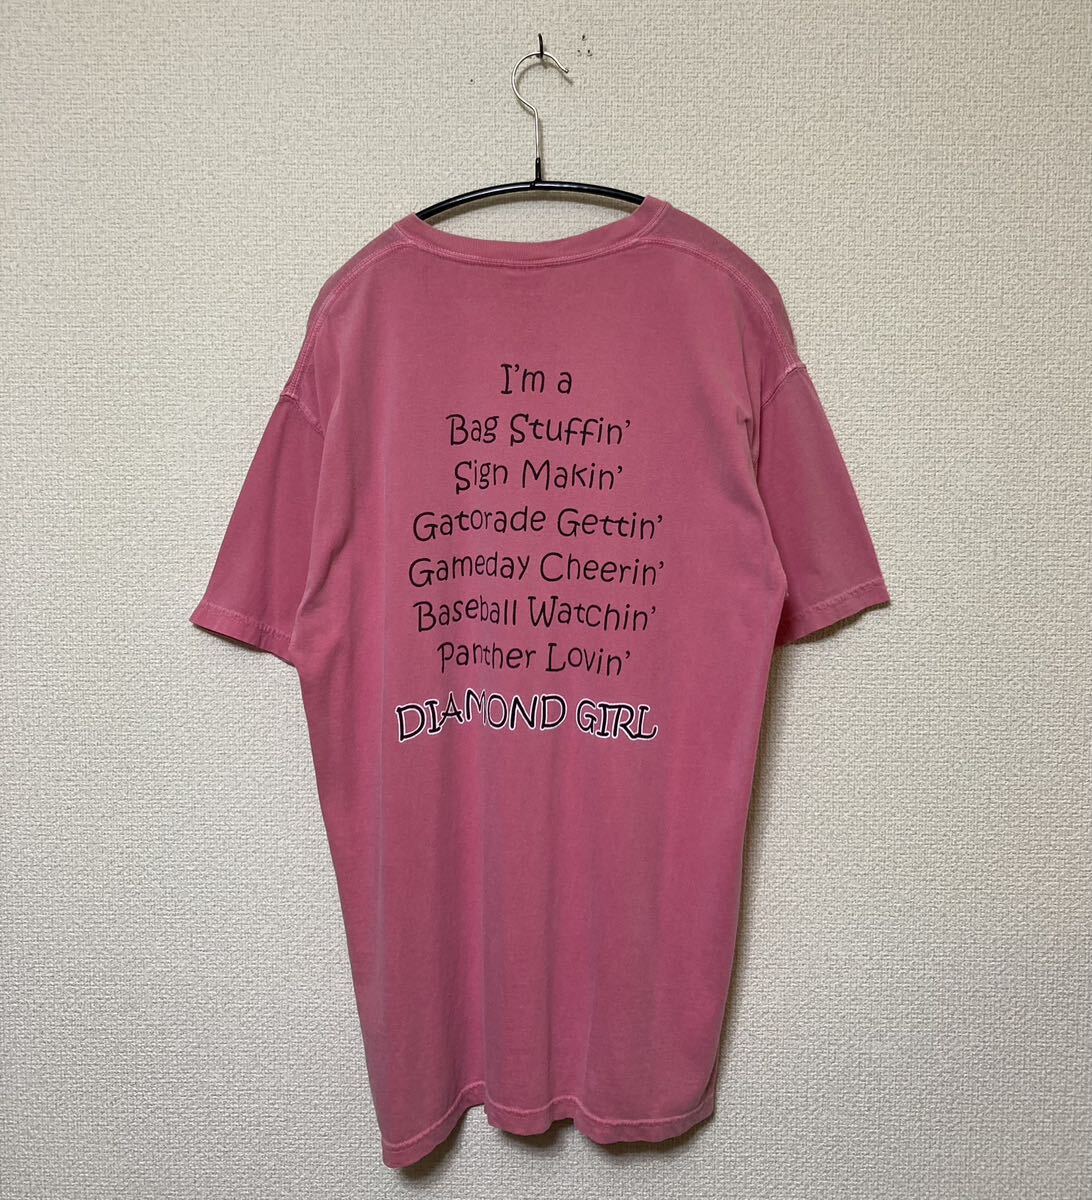 I'm a
Bag Stuffin'
Sign Makin'
Gatorade Gettin'
Gameday Cheerin'
Baseball Watchin'
Panther Lovin'
DIAMOND GIRL